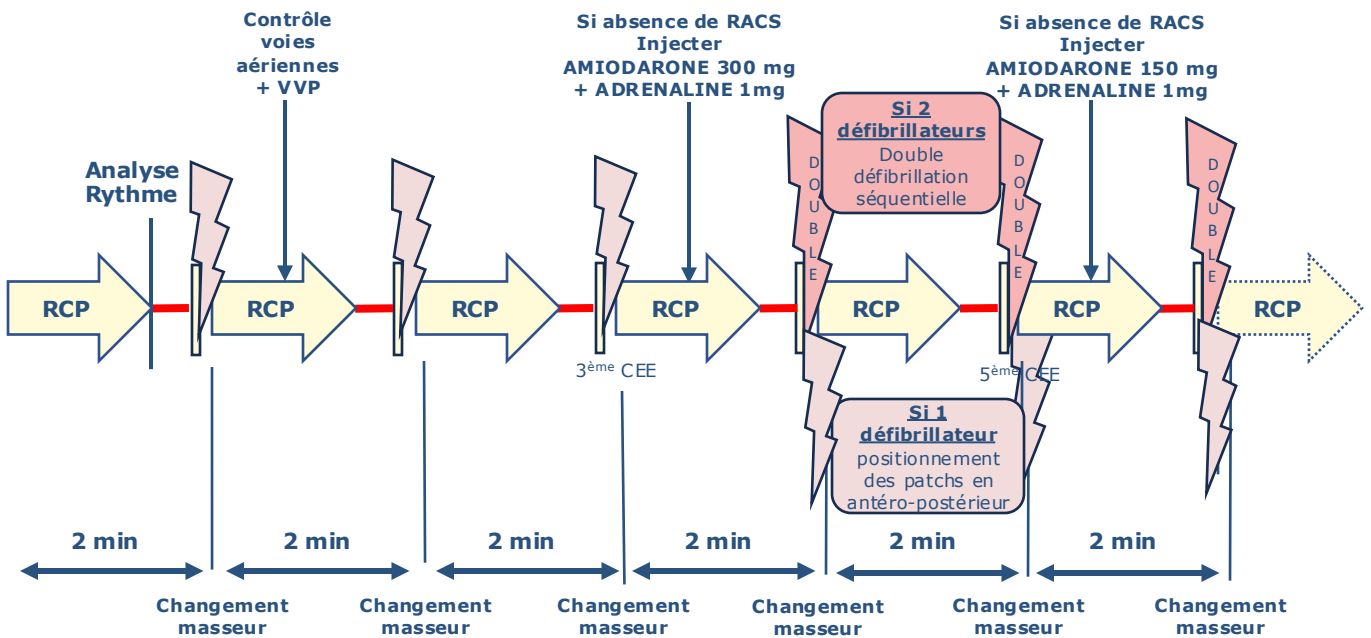 Contrôle
voies
aériennes
+ VVP
Si absence de RACS
Injecter
AMIODARONE 300 mg
+ ADRENALINE 1mg
Si absence de RACS
Injecter
AMIODARONE 150 mg
+ ADRENALINE 1mg
Analyse
Rythme
Si 2
défibrillateurs
Double
défibrillation
séquentielle
DOUBLE
DOUBLE
DOUBLE
RCP
RCP
RCP
RCP
RCP
RCP
RCP
3ème CEE
5ème CEE
Si 1
défibrillateur
positionnement
des patchs en
antéro-postérieur
2 min
2 min
2 min
2 min
2 min
2 min
Changement
masseur
Changement
masseur
Changement
masseur
Changement
masseur
Changement
masseur
Changement
masseur